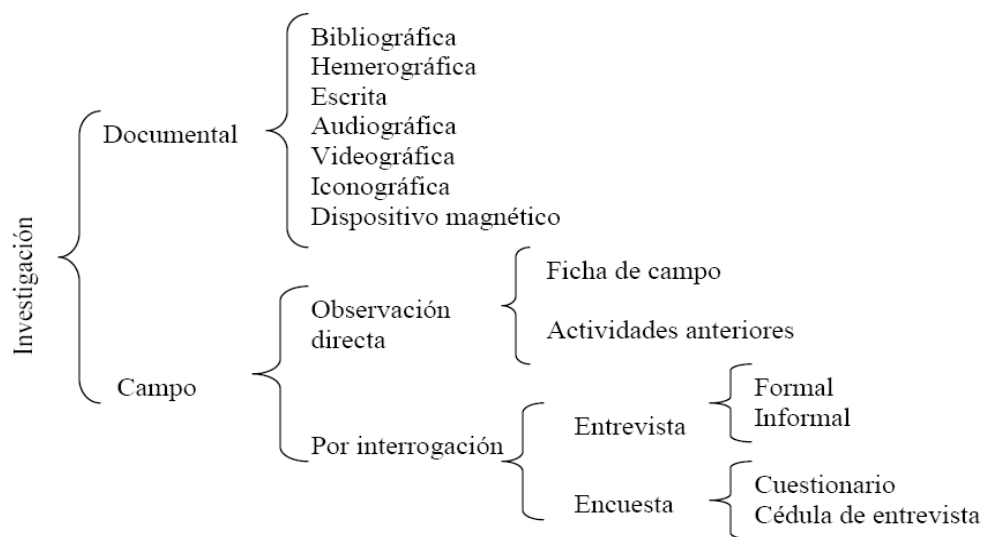 Investigación
Documental
Bibliográfica
Hemerográfica
Escrita
Audiográfica
Videográfica
Iconográfica
Dispositivo magnético
Campo
Observación
directa
Ficha de campo
Actividades anteriores
Por interrogación
Entrevista
Formal
Informal
Encuesta
Cuestionario
Cédula de entrevista